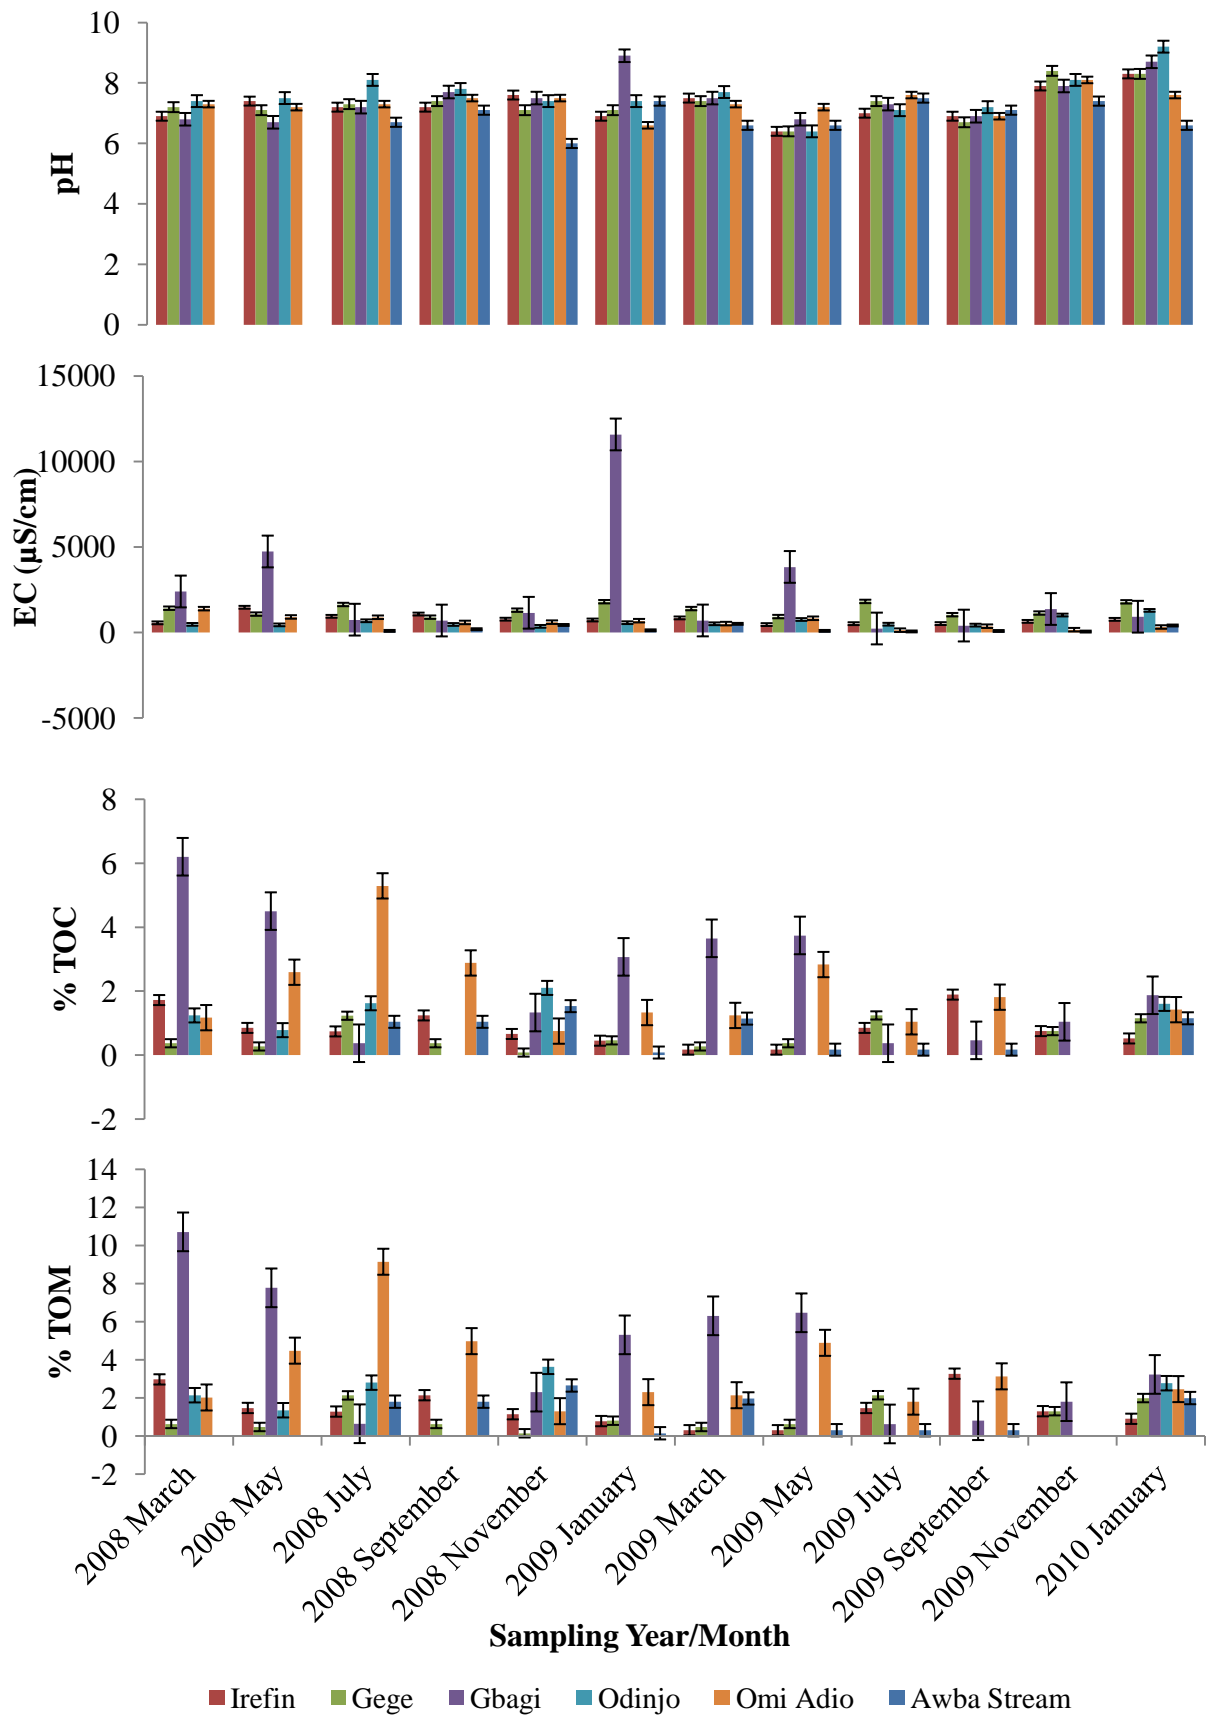 10
8
6
4
2
0
pH
15000
10000
5000
0
-5000
EC (µS/cm)
8
6
4
2
0
-2
% TOC
14
12
10
8
6
4
2
0
-2
% TOM
2008 March
2008 May
2008 July
2008 September
2008 November
2009 January
2009 March
2009 May
2009 July
2009 September
2009 November
2010 January
Sampling Year/Month
Irefin
Gege
Gbagi
Odinjo
Omi Adio
Awba Stream